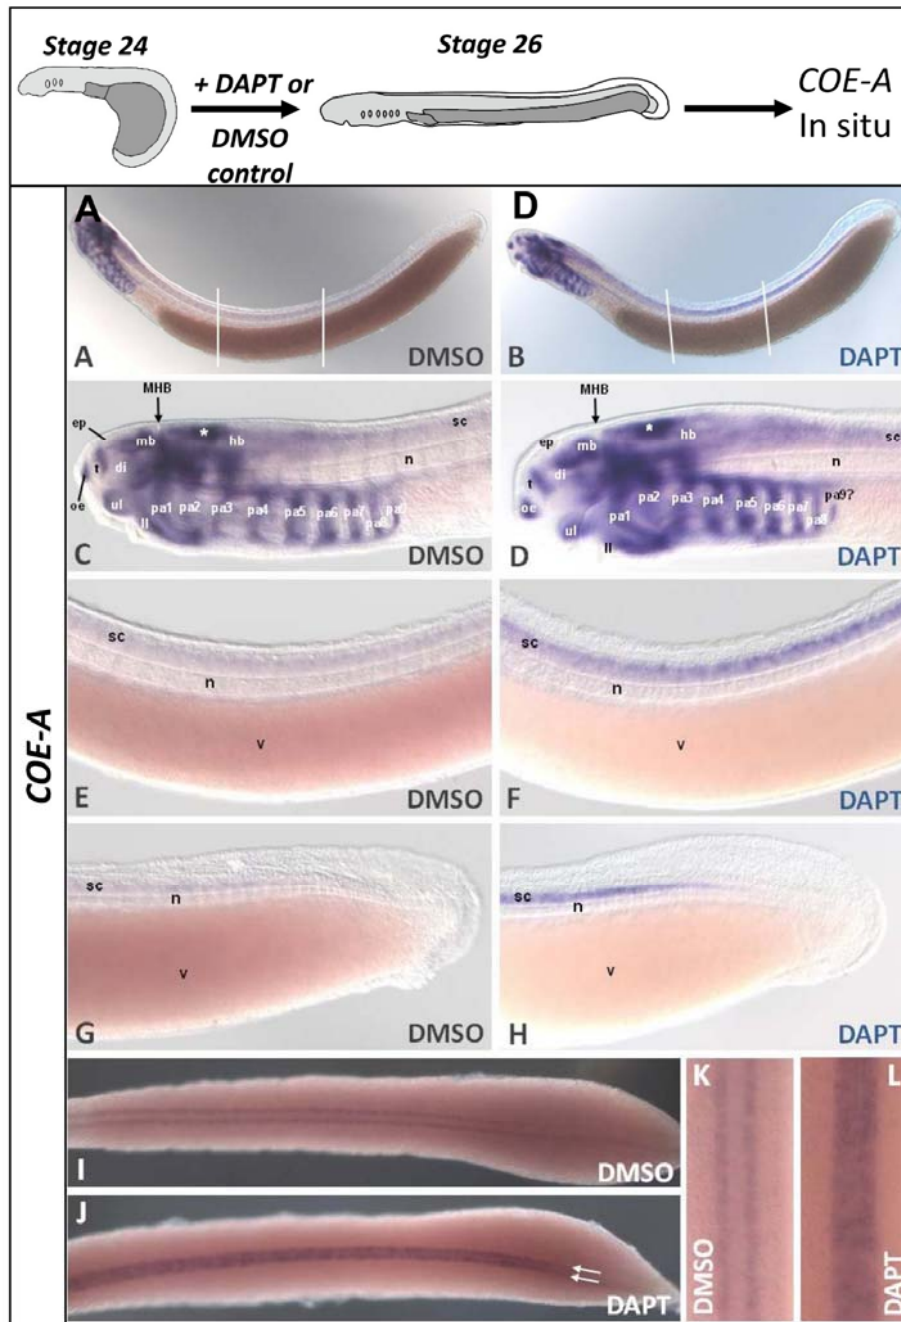 Stage 24
+ DAPT or
DMSO
control
Stage 26
COE-A
In situ
COE-A
A
A
DMSO
D
B
DAPT
MHB
ep
mb
*
hb
sc
t
di
n
oe
ul
ll
pa1
pa2
pa3
pa4
pa5
pa6
pa7
pa8
C
DMSO
MHB
ep
mb
*
hb
sc
di
n
t
oe
ul
ll
pa1
pa2
pa3
pa4
pa5
pa6
pa7
pa8
pa9?
D
DAPT
sc
n
v
E
DMSO
sc
n
v
F
DAPT
sc
n
v
G
DMSO
sc
n
v
H
DAPT
I
DMSO
J
DAPT
K
DMSO
L
DAPT